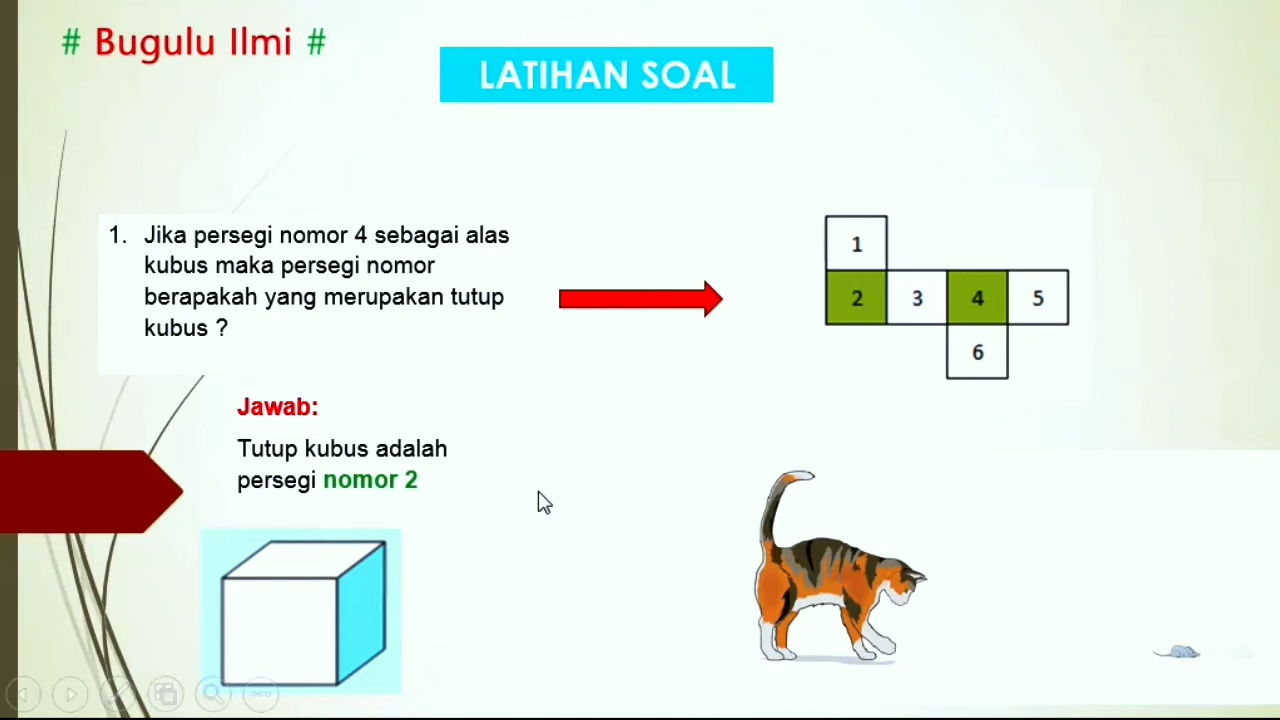 # Bugulu Ilmi #
LATIHAN SOAL
1. Jika persegi nomor 4 sebagai alas
kubus maka persegi nomor
berapakah yang merupakan tutup
kubus ?
1
2 3 4 5
6
Jawab:
Tutup kubus adalah
persegi nomor 2